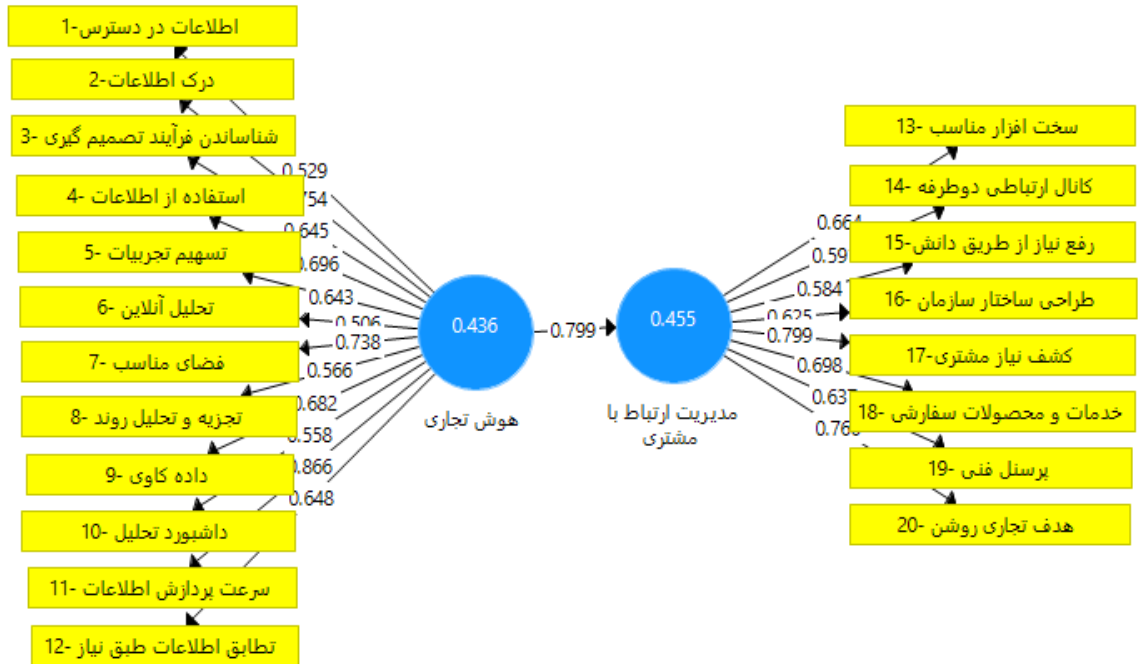 1- اطلاعات در دسترس
2- درک اطلاعات
3- شناساندن فرآیند تصمیم گیری
4- استفاده از اطلاعات
5- تسهیم تجربیات
6- تحلیل آنلاین
7- فضای مناسب
8- تجزیه و تحلیل روند
9- داده کاوی
10- داشبورد تحلیل
11- سرعت پردازش اطلاعات
12- تطابق اطلاعات طبق نیاز
0.529
0.645
0.696
0.643
0.506
0.738
0.566
0.682
0.558
0.866
0.648
0.436
هوش تجاری
0.799
0.455
مدیریت ارتباط با
مشتری
0.664
0.59
0.584
0.625
0.799
0.698
0.637
0.76
13- سخت افزار مناسب
14- کانال ارتباطی دوطرفه
15- رفع نیاز از طریق دانش
16- طراحی ساختار سازمان
17- کشف نیاز مشتری
18- خدمات و محصولات سفارشی
19- پرسنل فنی
20- هدف تجاری روشن